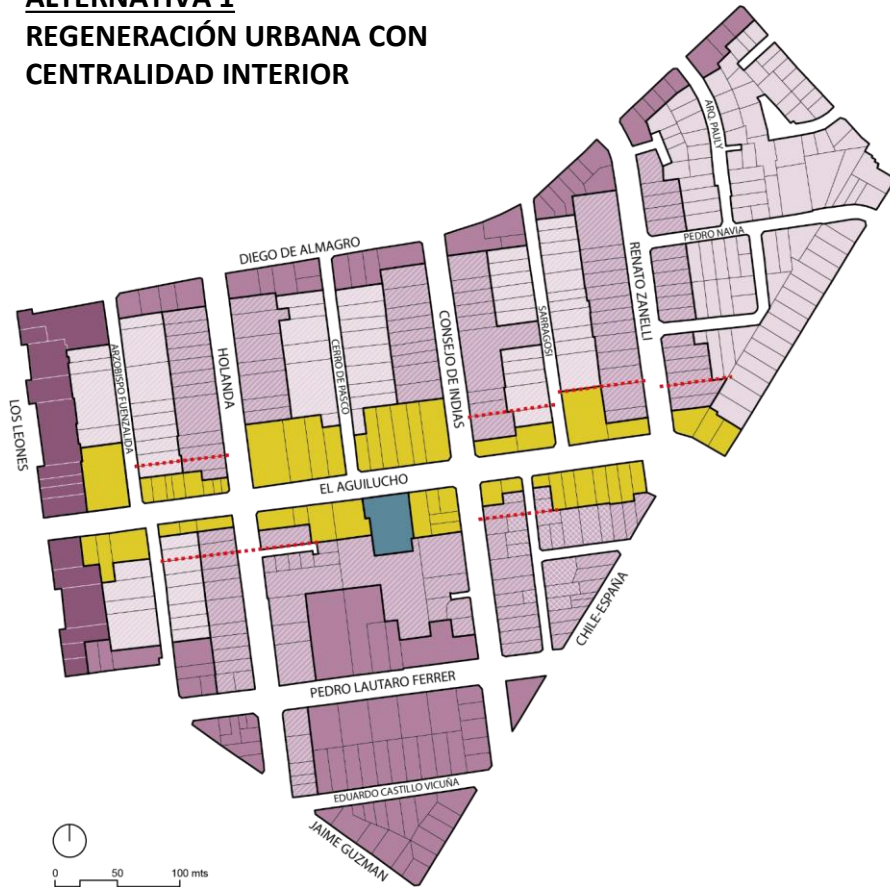 ALTERNATIVA 1
REGENERACIÓN URBANA CON
CENTRALIDAD INTERIOR
ARQ. PAULY
PEDRO NAVIA
DIEGO DE ALMAGRO
RENATO ZANELLI
SARRAGOSI
CONSEJO DE INDIAS
CERRO DE PASCO
HOLANDA
ARZOBISPO FUENZALIDA
LOS LEONES
EL AGUILUCHO
CHILE-ESPAÑA
PEDRO LAUTARO FERRER
EDUARDO CASTILLO VICUÑA
JAIME GUZMAN
0 50 100 mts